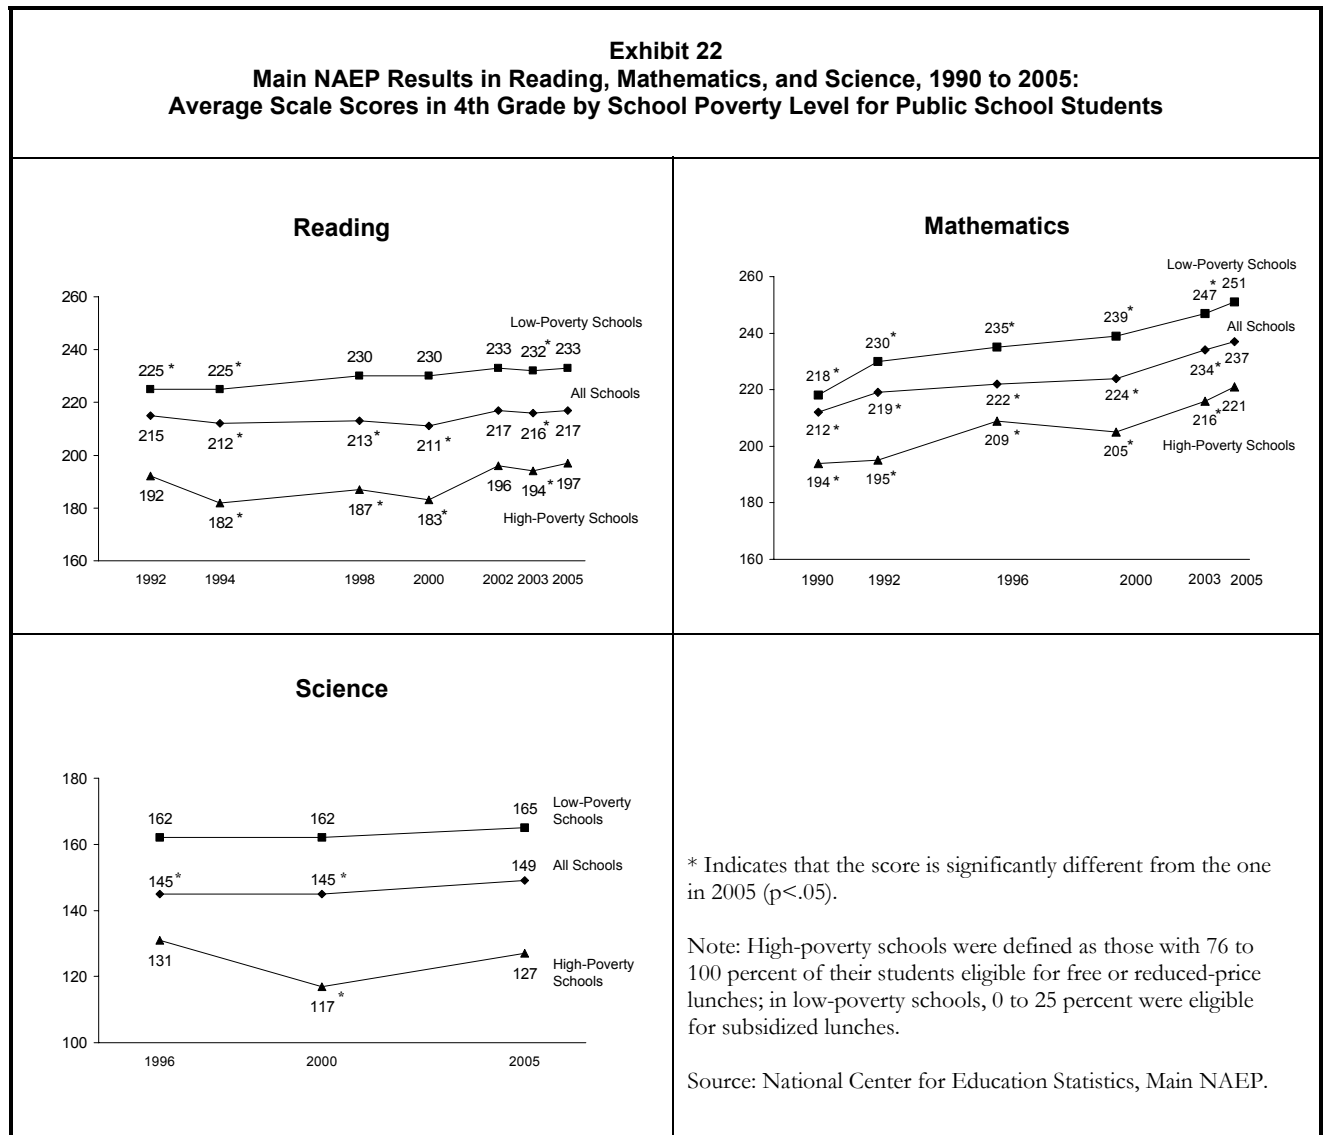 Exhibit 22
Main NAEP Results in Reading, Mathematics, and Science, 1990 to 2005:
Average Scale Scores in 4th Grade by School Poverty Level for Public School Students
Reading
260
240
220
200
180
160
Low-Poverty Schools
225 * 225 * 230 230 233 232 * 233
All Schools
215 212 * 213 * 211 * 217 216 * 217
192 182 * 187 * 183 * 196 194 * 197
High-Poverty Schools
1992 1994 1998 2000 2002 2003 2005
Mathematics
260
240
220
200
180
160
Low-Poverty Schools
218 * 230 * 235 * 239 * 247 * 251
All Schools
212 * 219 * 222 * 224 * 234 * 237
194 * 195 * 209 * 205 * 216 * 221
High-Poverty Schools
1990 1992 1996 2000 2003 2005
Science
180
160
140
120
100
162 162 165
Low-Poverty
Schools
145 * 145 * 149
All Schools
131 117 * 127
High-Poverty
Schools
1996 2000 2005
* Indicates that the score is significantly different from the one
in 2005 (p<.05).
Note: High-poverty schools were defined as those with 76 to
100 percent of their students eligible for free or reduced-price
lunches; in low-poverty schools, 0 to 25 percent were eligible
for subsidized lunches.
Source: National Center for Education Statistics, Main NAEP.